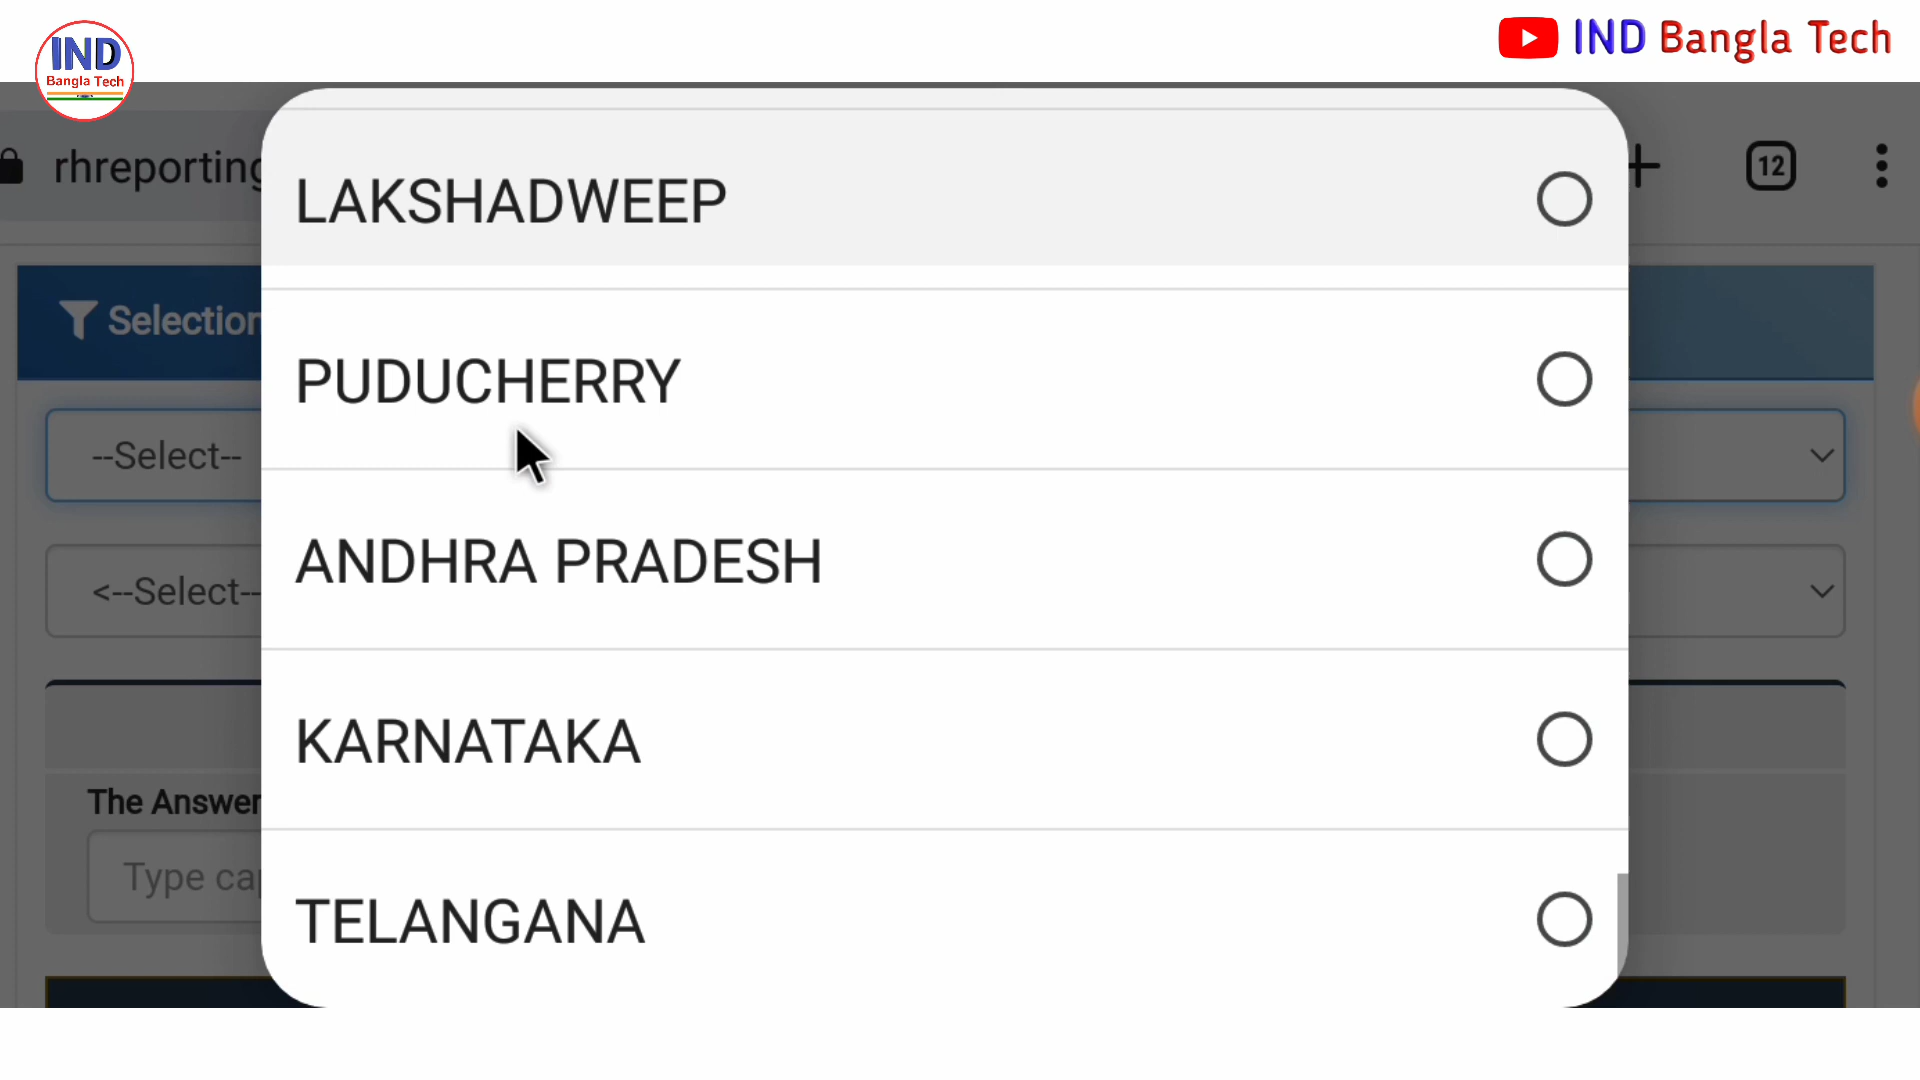 IND
Bangla Tech
IND Bangla Tech
rhreporting
12
LAKSHADWEEP
Selection
PUDUCHERRY
--Select--
ANDHRA PRADESH
<--Select--
KARNATAKA
The Answer
Type cap
TELANGANA